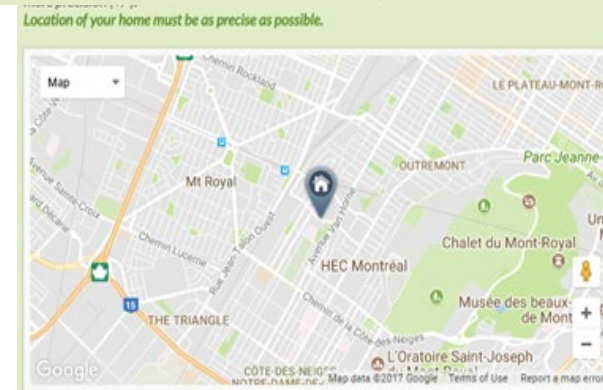 Location of your home must be as precise as possible.
Map
Chemin Rockland
LE PLATEAU-MONT-R
Parc Jeanne-
OUTREMONT
Mt Royal
Avenue Sainte-Croix
Décarie
Chemin Lucerne
Rue Jean-Talon Ouest
Avenue Van Horne
Un
Chalet du Mont-Royal
HEC Montréal
15
THE TRIANGLE
Chemin de la Côte-des-Neiges
Musée des beaux-
de Mont
L'Oratoire Saint-Joseph
du Mont-Royal
Google
CÔTE-DES-NEIGES
NOTRE-DAME-DE-
Map data ©2017 Google
Terms of Use
Report a map error